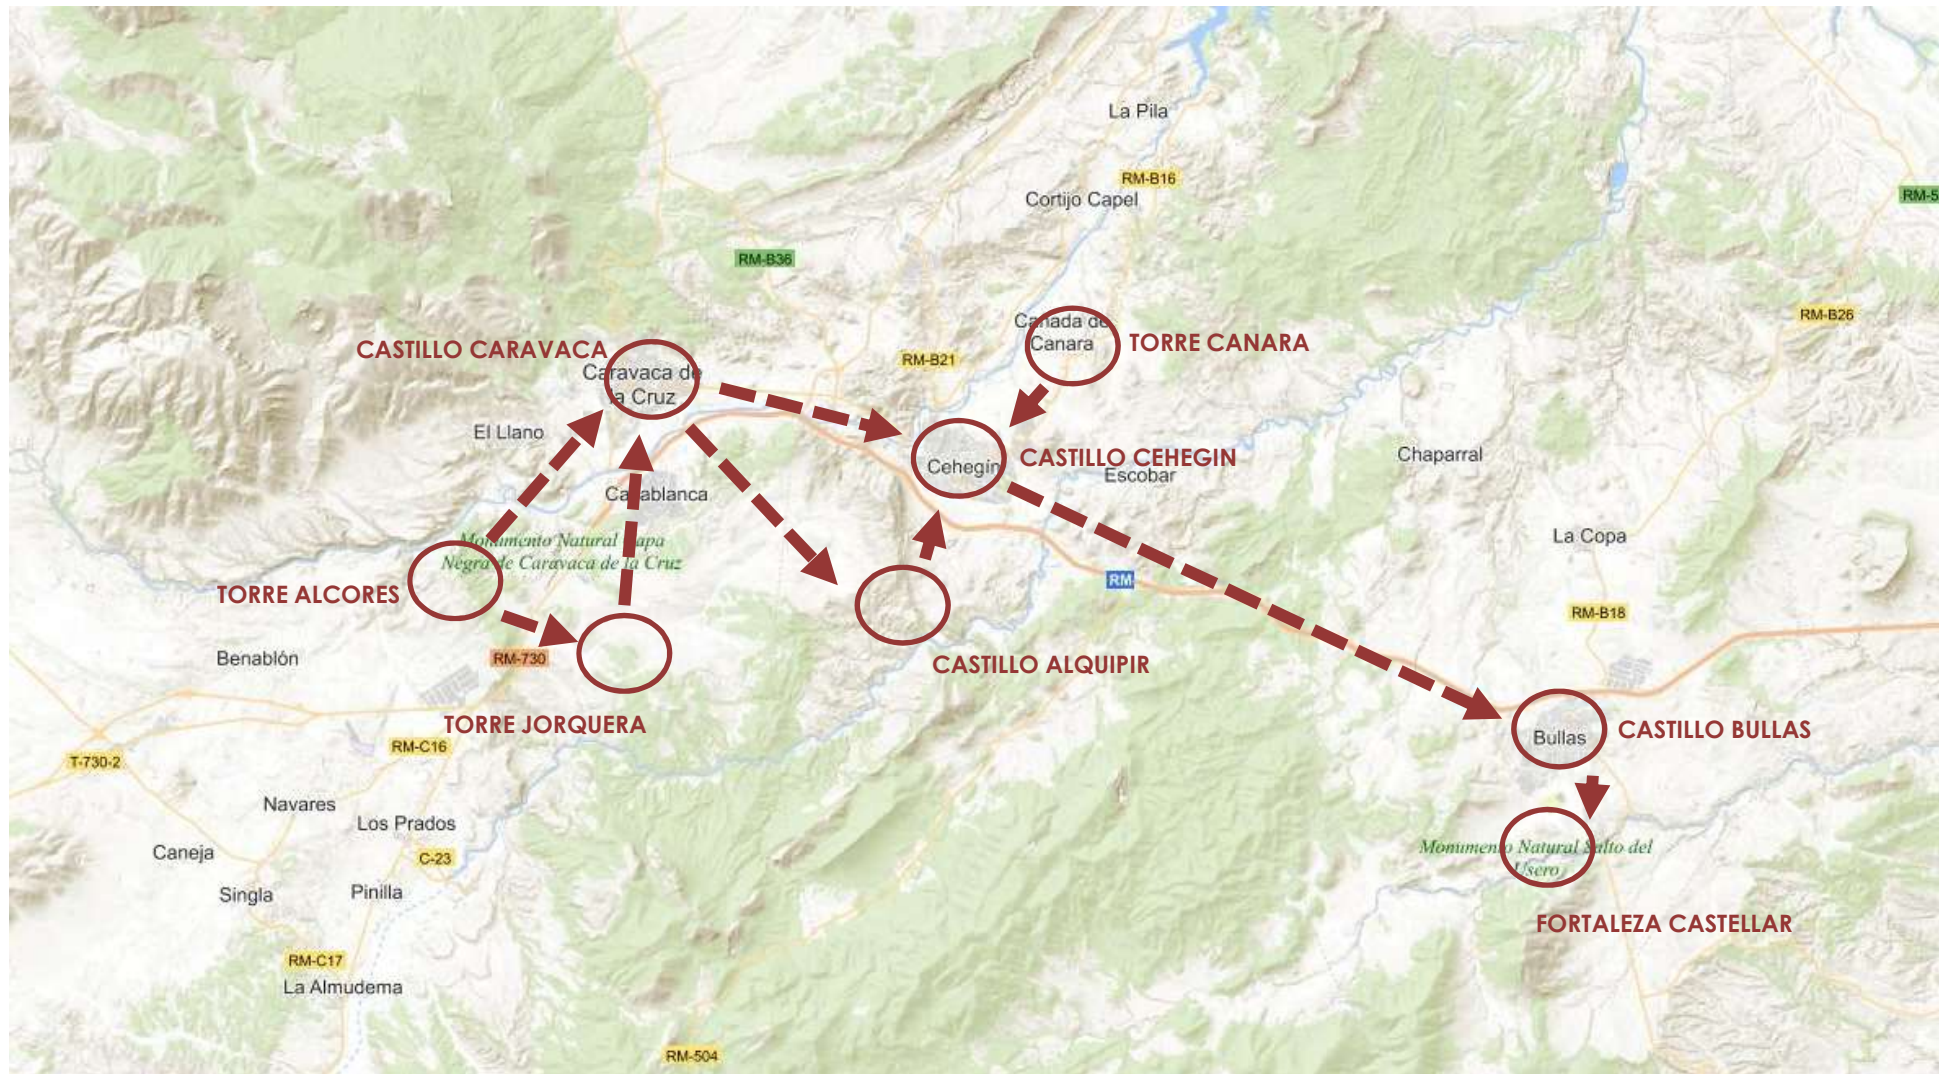 La Pila
RM-B16
RM-5
Cortijo Capel
RM-B36
RM-B26
Cañada de
Canara
TORRE CANARA
CASTILLO CARAVACA
RM-B21
Caravaca de
la Cruz
El Llano
CASTILLO CEHEGIN
Cehegín
Escobar
Chaparral
Casablanca
La Copa
Monumento Natural Capa
Negra de Caravaca de la Cruz
RM-
TORRE ALCORES
RM-B18
Benablón
RM-730
CASTILLO ALQUIPIR
TORRE JORQUERA
RM-C16
CASTILLO BULLAS
Bullas
T-730-2
Navares
Los Prados
Caneja
C-23
Monumento Natural Salto del
Usero
Singla
Pinilla
FORTALEZA CASTELLAR
RM-C17
La Almudema
RM-504